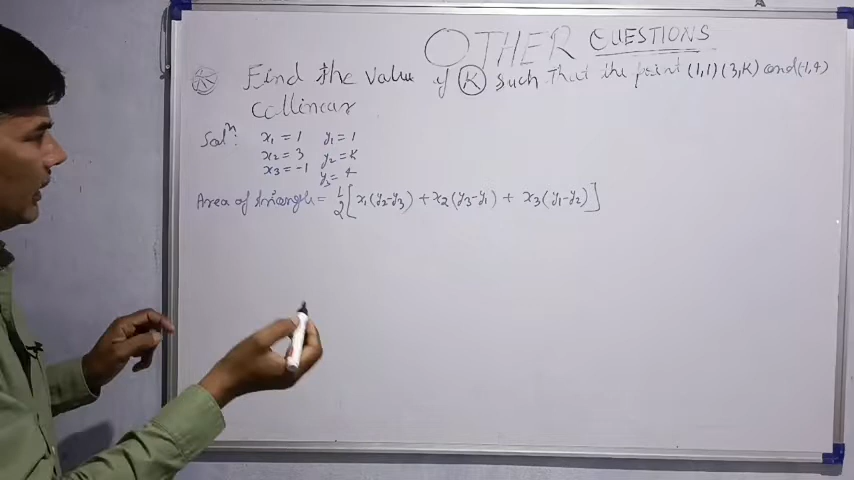 OTHER QUESTIONS
K Find the value of K such that the point (1,1) (3,K) and (-1,4)
collinear
Solⁿ: x₁ = 1 y₁ = 1
x₂ = 3 y₂ = K
x₃ = -1 y₃ = 4
Area of triangle = 1/2 [x₁(y₂-y₃) + x₂(y₃-y₁) + x₃(y₁-y₂)]